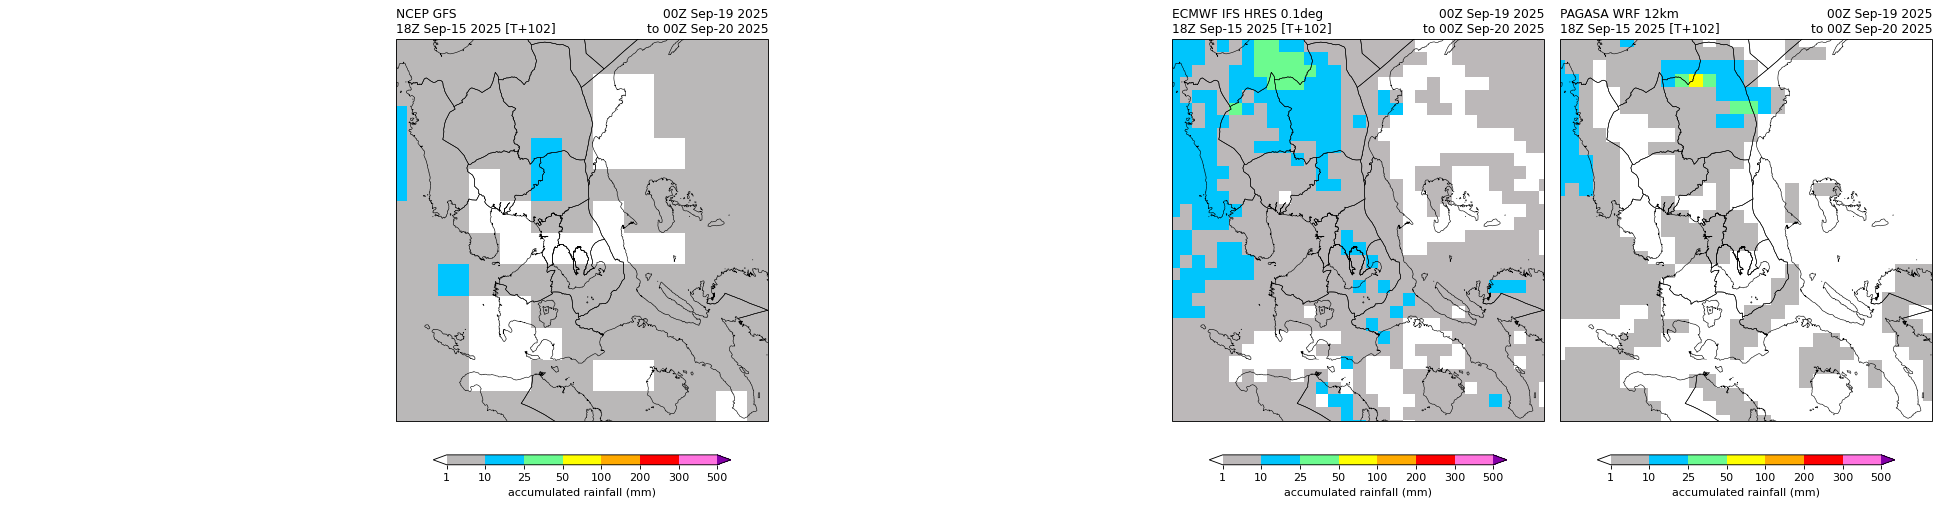 NCEP GFS 00Z Sep-19 2025
18Z Sep-15 2025 [T+102] to 00Z Sep-20 2025
1 10 25 50 100 200 300 500
accumulated rainfall (mm)
ECMWF IFS HRES 0.1deg 00Z Sep-19 2025
18Z Sep-15 2025 [T+102] to 00Z Sep-20 2025
1 10 25 50 100 200 300 500
accumulated rainfall (mm)
PAGASA WRF 12km 00Z Sep-19 2025
18Z Sep-15 2025 [T+102] to 00Z Sep-20 2025
1 10 25 50 100 200 300 500
accumulated rainfall (mm)